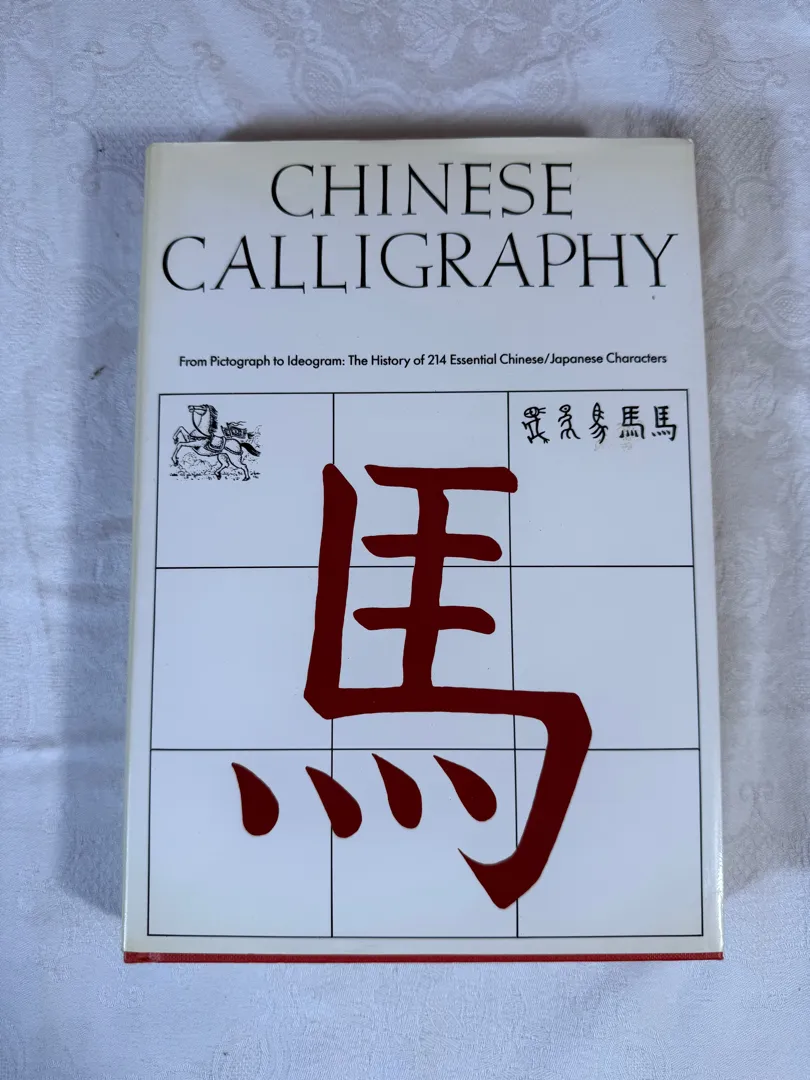 CHINESE
CALLIGRAPHY
From Pictograph to Ideogram: The History of 214 Essential Chinese/Japanese Characters
馬馬
馬